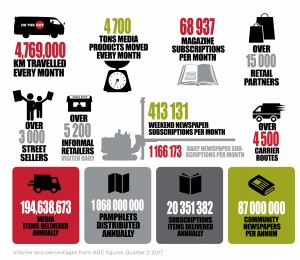 ON THE DOT
4,769,000
KM TRAVELLED
EVERY MONTH
4 700
TONS MEDIA
PRODUCTS MOVED
EVERY MONTH
68 937
MAGAZINE
SUBSCRIPTIONS
PER MONTH
OVER
15 000
RETAIL
PARTNERS
OVER
3 000
STREET
SELLERS
OVER
5 200
INFORMAL
RETAILERS
VISITED DAILY
413 131
WEEKEND NEWSPAPER
SUBSCRIPTIONS PER MONTH
1 166 173
DAILY NEWSPAPER SUB-
SCRIPTIONS PER MONTH
OVER
4 500
CARRIER
ROUTES
194,638,673
MEDIA
ITEMS DELIVERED
ANNUALLY
1 068 000 000
PAMPHLETS
DISTRIBUTED
ANNUALLY
20 351 382
SUBSCRIPTIONS
ITEMS DELIVERED
ANNUALLY
87 000 000
COMMUNITY
NEWSPAPERS
PER ANNUM
Volume and percentages from ABC figures Quarter 2 2017